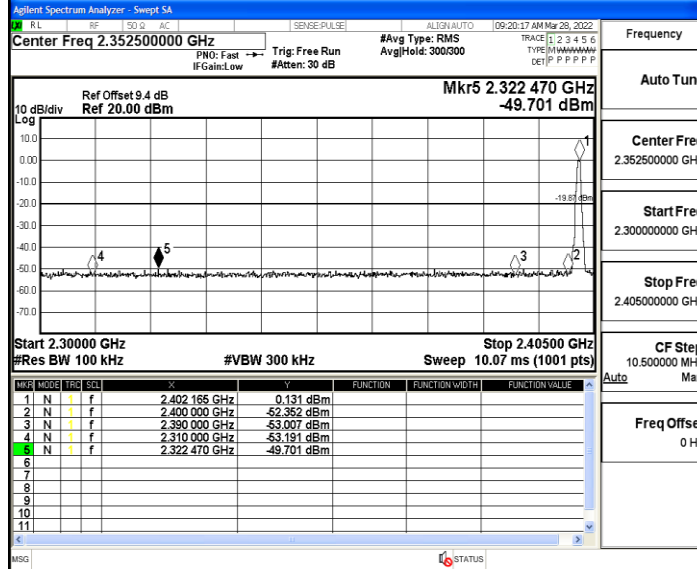 Agilent Spectrum Analyzer - Swept SA
RL RF 50 Ω AC SENSE:PULSE ALIGNAUTO 09:20:17 AM Mar 28, 2022
Center Freq 2.352500000 GHz
PNO: Fast
IFGain:Low
Trig: Free Run
#Atten: 30 dB
#Avg Type: RMS
Avg|Hold: 300/300
TRACE 1 2 3 4 5 6
TYPE M
DET P P P P P P
Ref Offset 9.4 dB
10 dB/div Ref 20.00 dBm
Log
Mkr5 2.322 470 GHz
-49.701 dBm
10.0
0.00
-10.0
-20.0
-30.0
-40.0
-50.0
-60.0
-70.0
1
-19.87 dBm
4
5
3
2
Start 2.30000 GHz Stop 2.40500 GHz
#Res BW 100 kHz #VBW 300 kHz Sweep 10.07 ms (1001 pts)
MKR MODE TRC SCL X Y FUNCTION FUNCTION WIDTH FUNCTION VALUE
1 N 1 f 2.402 165 GHz 0.131 dBm
2 N 1 f 2.400 000 GHz -52.352 dBm
3 N 1 f 2.390 000 GHz -53.007 dBm
4 N 1 f 2.310 000 GHz -53.191 dBm
5 N 1 f 2.322 470 GHz -49.701 dBm
6
7
8
9
10
11
MSG STATUS
Frequency
Auto Tun
Center Fre
2.352500000 GH
Start Fre
2.300000000 GH
Stop Fre
2.405000000 GH
CF Step
10.500000 MH
Auto Ma
Freq Offse
0 H